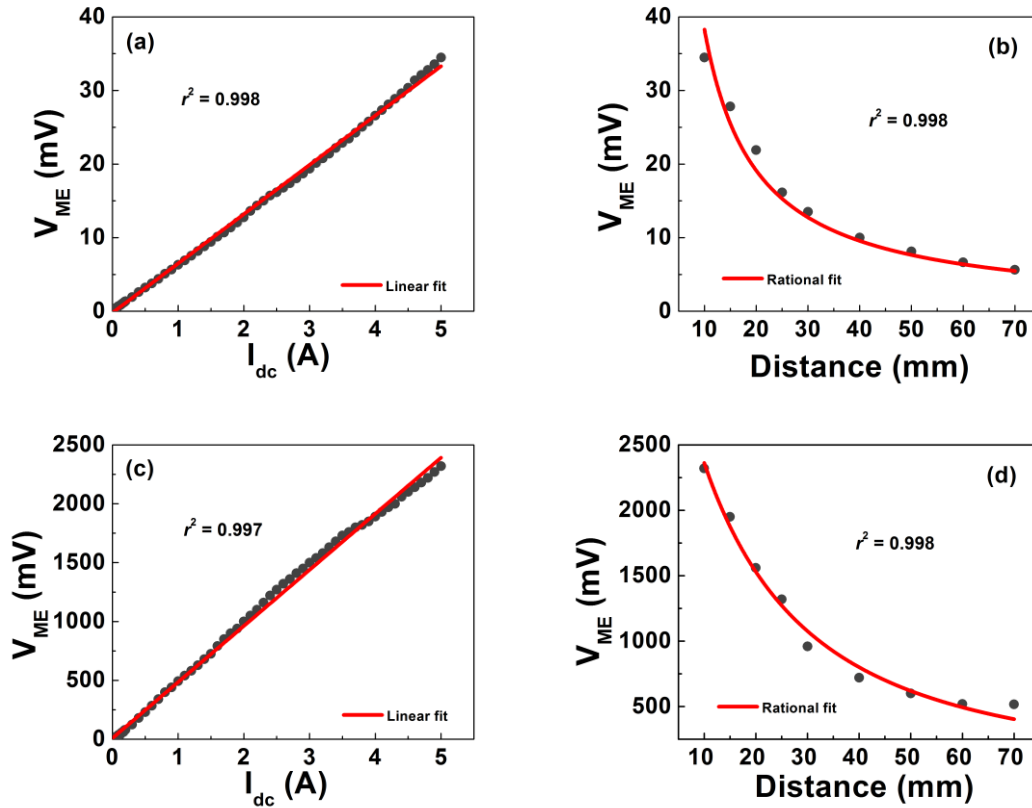 (a)
r² = 0.998
V_ME (mV)
40
30
20
10
0
0 1 2 3 4 5
I_dc (A)
Linear fit
(b)
r² = 0.998
V_ME (mV)
40
30
20
10
0
10 20 30 40 50 60 70
Distance (mm)
Rational fit
(c)
r² = 0.997
V_ME (mV)
2500
2000
1500
1000
500
0
0 1 2 3 4 5
I_dc (A)
Linear fit
(d)
r² = 0.998
V_ME (mV)
2500
2000
1500
1000
500
10 20 30 40 50 60 70
Distance (mm)
Rational fit